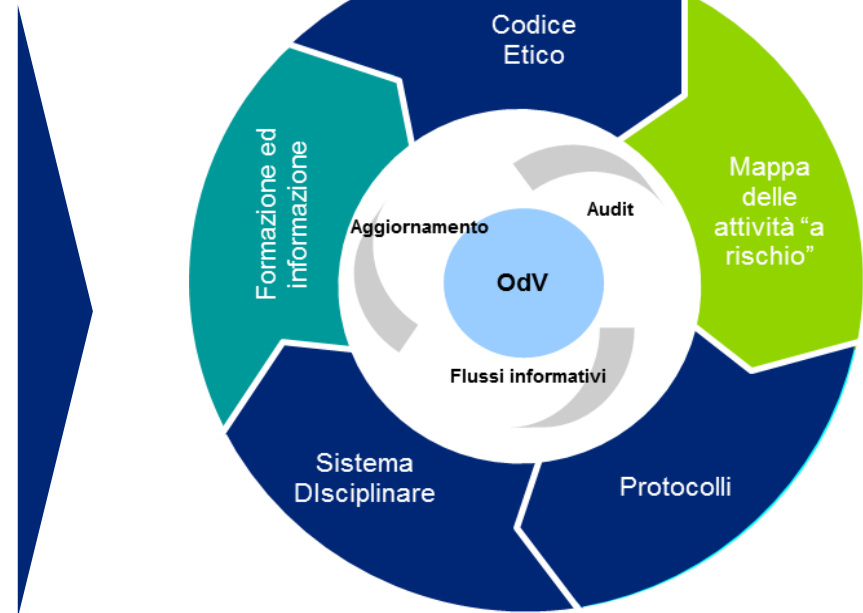 Codice
Etico
Mappa
delle
attività “a
rischio”
Protocolli
Sistema
DIsciplinare
Formazione ed
informazione
Aggiornamento
Audit
OdV
Flussi informativi